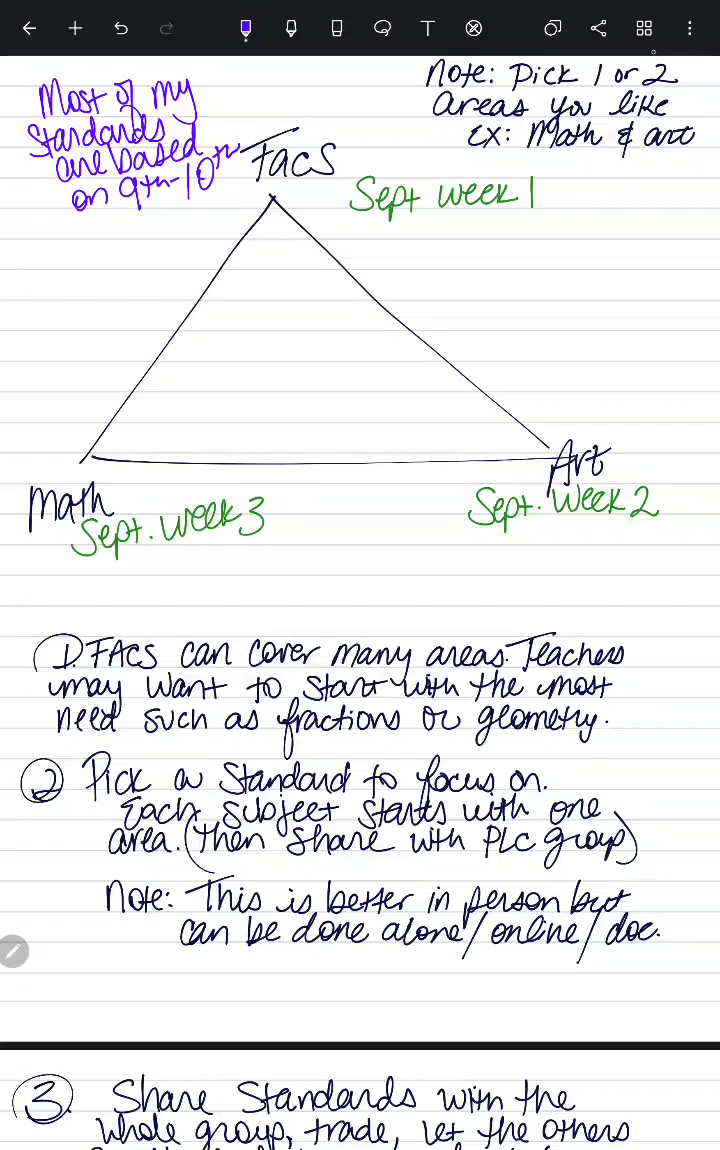 Most of my
standards
are based
on 9th-10th
Note: Pick 1 or 2
areas you like
Ex: Math & art
Facs
Sept week 1
Math
Sept. week 3
Art
Sept. week 2
1. FACS can cover many areas. Teachers
may want to start with the most
need such as fractions or geometry.
2 Pick a standard to focus on.
Each subject starts with one
area. (then share with PLC group)
Note: This is better in person but
can be done alone/online/doc.
3. Share Standards with the
whole group, trade, let the others